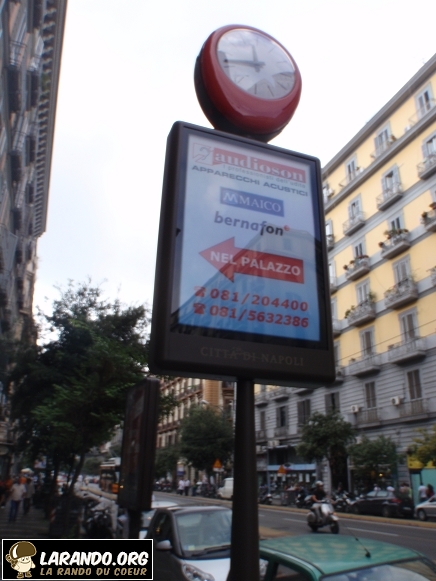 audioson
APPARECCHI ACUSTICI
MAICO
bernafon
NEL PALAZZO
☎ 081/204400
☎ 081/5632386
CITTÀ DI NAPOLI
LARANDO.ORG
LA RANDO DU COEUR